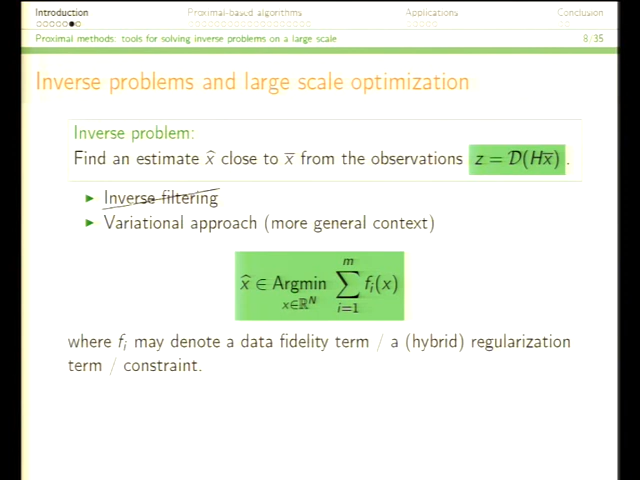 Introduction Proximal-based algorithms Applications Conclusion
Proximal methods: tools for solving inverse problems on a large scale 8/35
Inverse problems and large scale optimization
Inverse problem:
Find an estimate x̂ close to x̄ from the observations z = 𝒟(Hx̄) .
▶ Inverse filtering
▶ Variational approach (more general context)
m
x̂ ∈ Argmin ∑ fᵢ(x)
x∈ℝᴺ i=1
where fᵢ may denote a data fidelity term / a (hybrid) regularization
term / constraint.